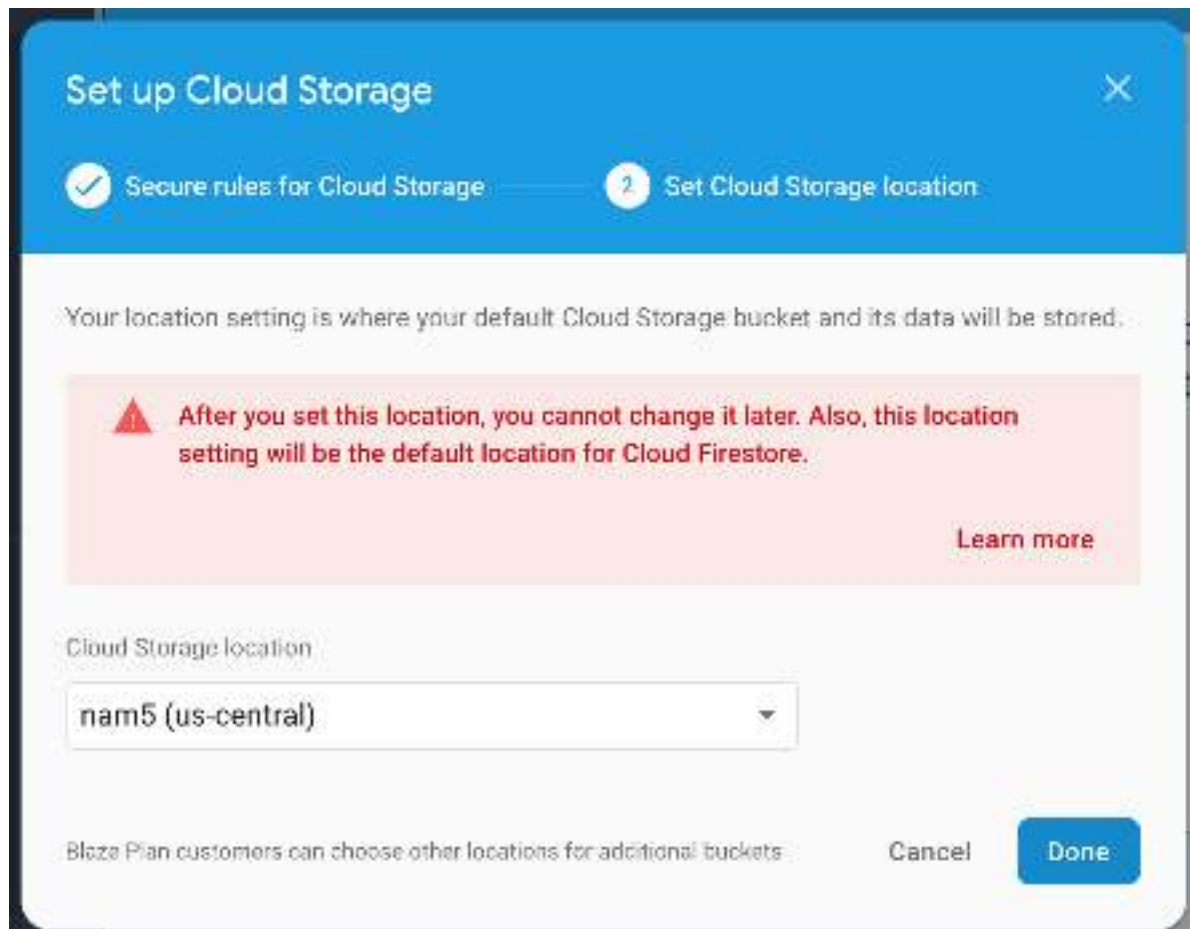 Set up Cloud Storage
Secure rules for Cloud Storage
2 Set Cloud Storage location
Your location setting is where your default Cloud Storage bucket and its data will be stored.
After you set this location, you cannot change it later. Also, this location
setting will be the default location for Cloud Firestore.
Learn more
Cloud Storage location
nam5 (us-central)
Blaze Plan customers can choose other locations for additional buckets
Cancel
Done